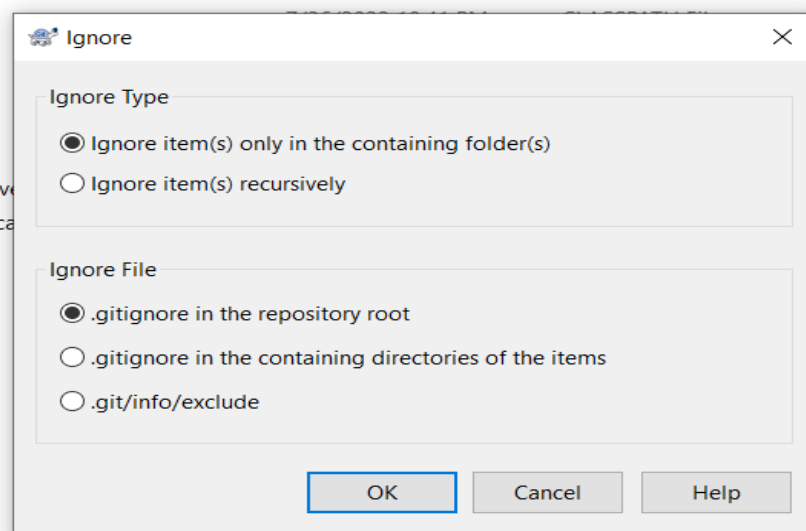 Ignore
Ignore Type
Ignore item(s) only in the containing folder(s)
Ignore item(s) recursively
Ignore File
.gitignore in the repository root
.gitignore in the containing directories of the items
.git/info/exclude
OK
Cancel
Help